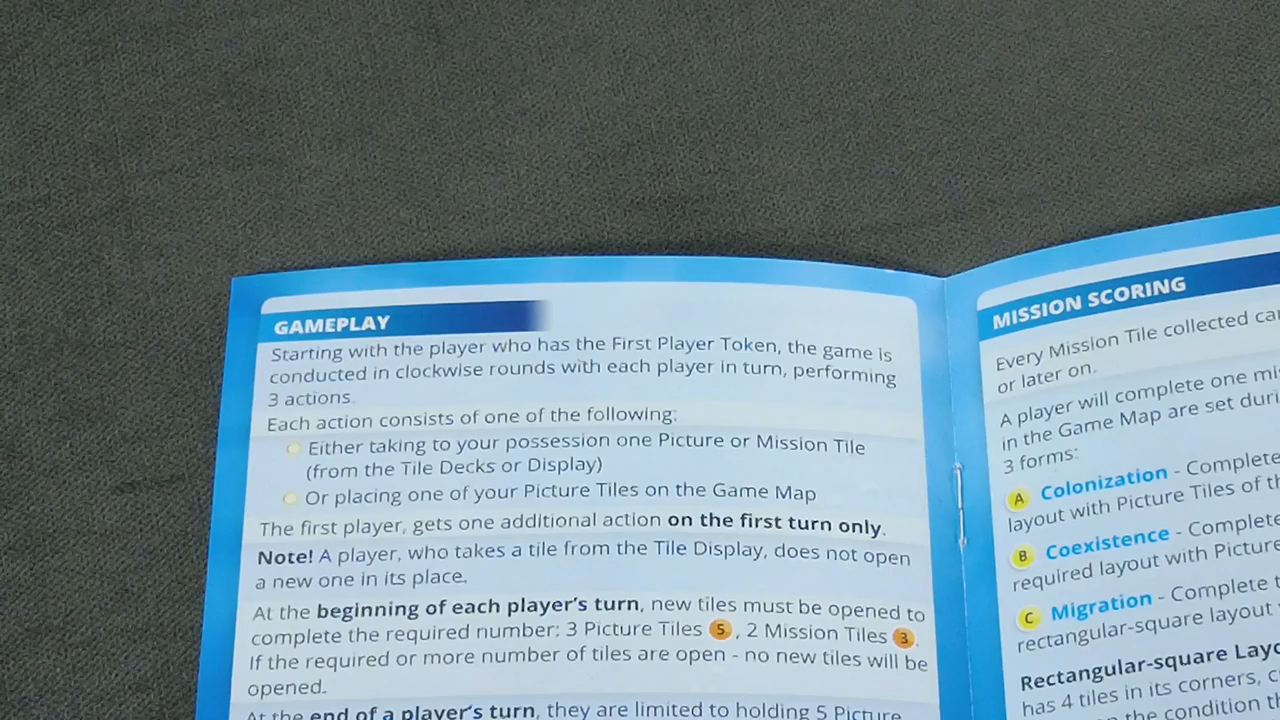 GAMEPLAY
Starting with the player who has the First Player Token, the game is
conducted in clockwise rounds with each player in turn, performing
3 actions.
Each action consists of one of the following:
Either taking to your possession one Picture or Mission Tile
(from the Tile Decks or Display)
Or placing one of your Picture Tiles on the Game Map
The first player, gets one additional action on the first turn only.
Note! A player, who takes a tile from the Tile Display, does not open
a new one in its place.
At the beginning of each player's turn, new tiles must be opened to
complete the required number: 3 Picture Tiles 5, 2 Mission Tiles 3.
If the required or more number of tiles are open - no new tiles will be
opened.
At the end of a player's turn, they are limited to holding 5 Picture
MISSION SCORING
Every Mission Tile collected
or later on.
A player will complete one
in the Game Map are set
3 forms:
A Colonization - Complete
layout with Picture Tiles of
B Coexistence - Complete
required layout with Picture
C Migration - Complete
rectangular-square layout
Rectangular-square
has 4 tiles in its corners,
the condition